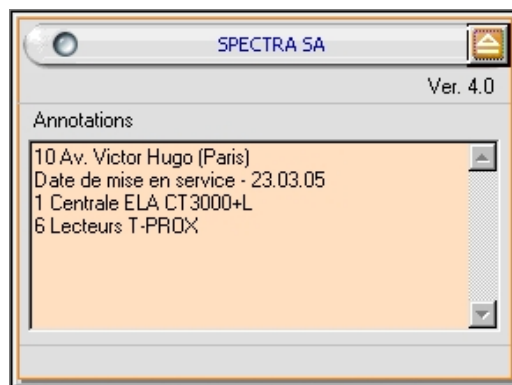 SPECTRA SA
Ver. 4.0
Annotations
10 Av. Victor Hugo (Paris)
Date de mise en service - 23.03.05
1 Centrale ELA CT3000+L
6 Lecteurs T-PROX